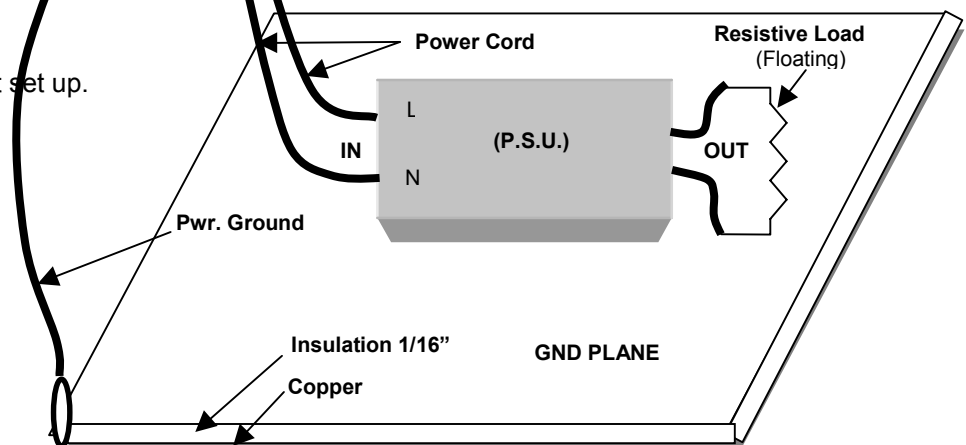 Power Cord
Resistive Load
(Floating)
set up.
L
(P.S.U.)
IN
OUT
N
Pwr. Ground
Insulation 1/16”
GND PLANE
Copper